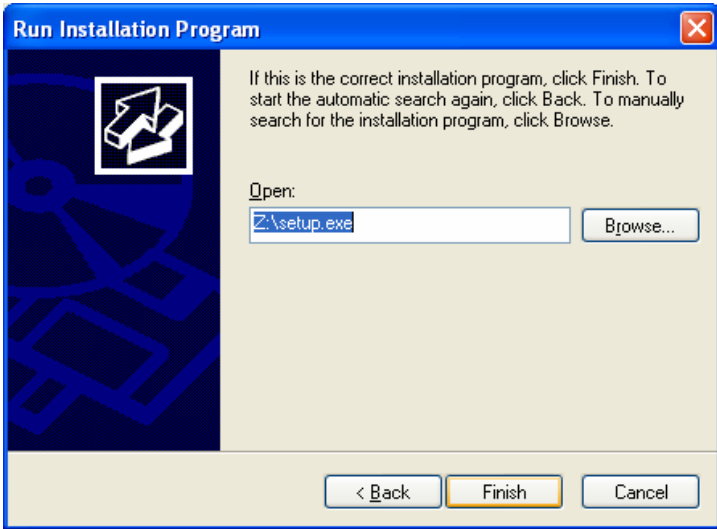 Run Installation Program
If this is the correct installation program, click Finish. To
start the automatic search again, click Back. To manually
search for the installation program, click Browse.
Open:
Z:\setup.exe
Browse...
< Back
Finish
Cancel